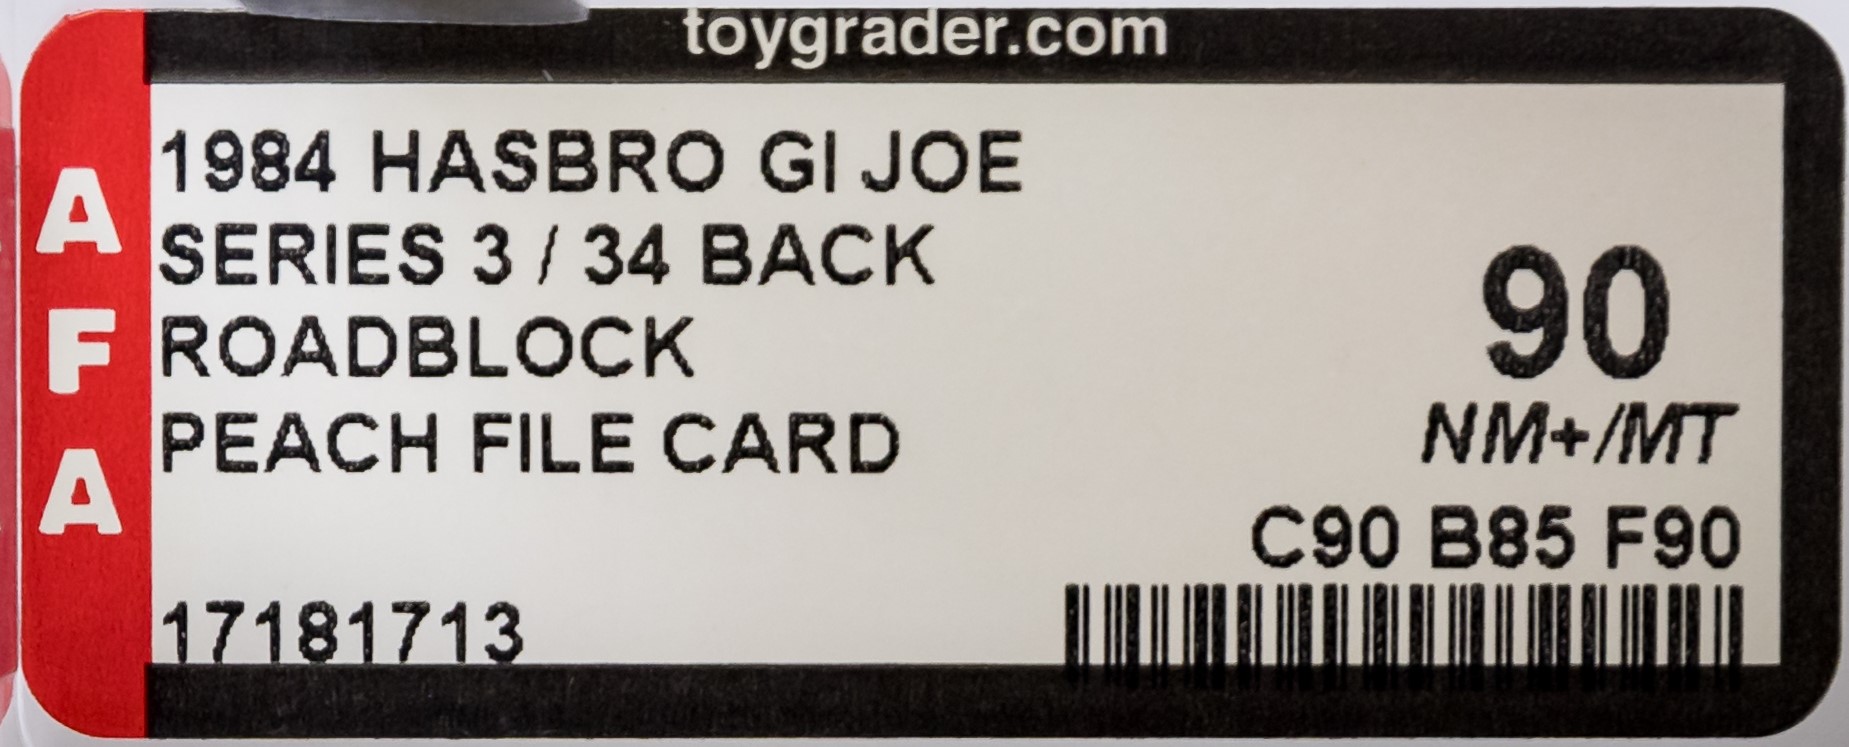 toygrader.com
AFA
1984 HASBRO GI JOE
SERIES 3 / 34 BACK
ROADBLOCK
PEACH FILE CARD
90
NM+/MT
C90 B85 F90
17181713